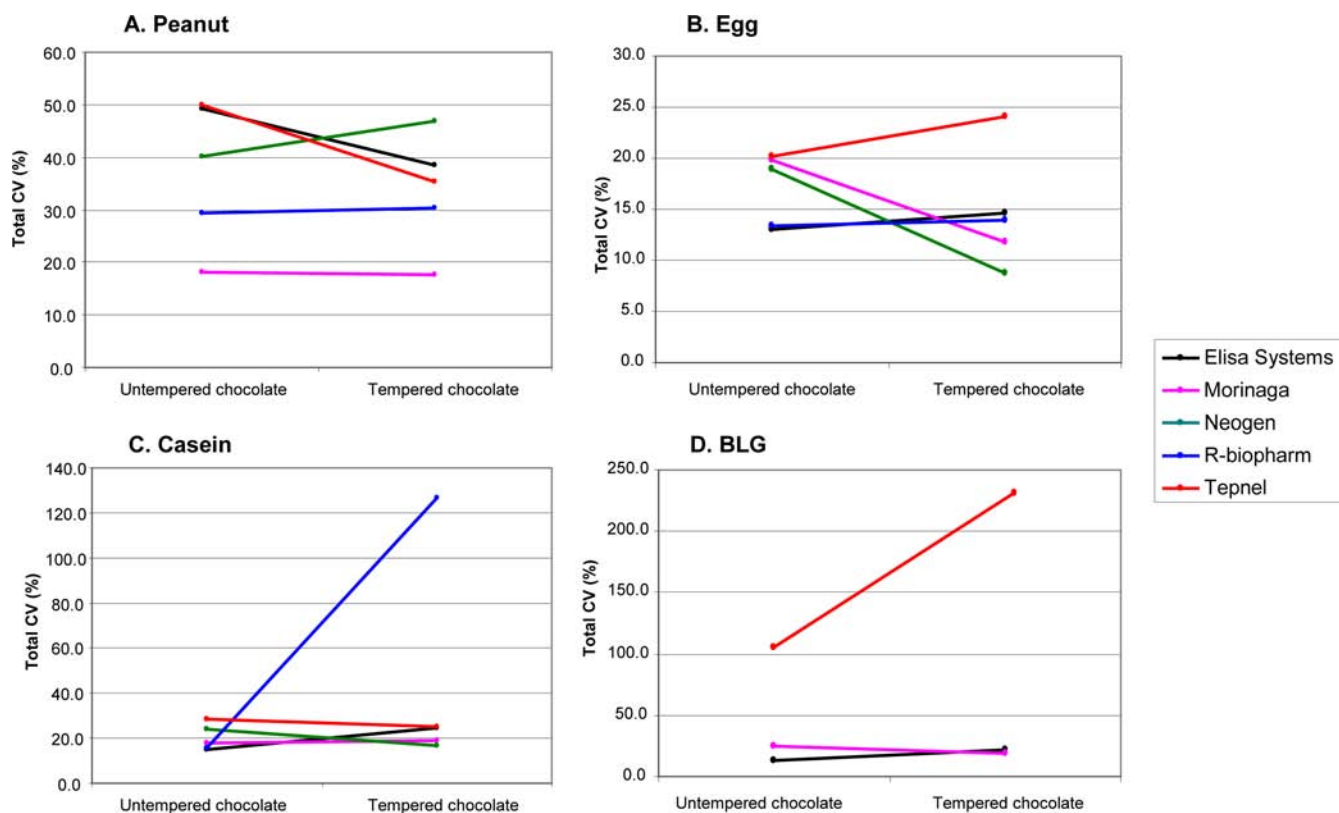 A. Peanut
60.0
50.0
40.0
30.0
20.0
10.0
0.0
Total CV (%)
Untempered chocolate
Tempered chocolate
B. Egg
30.0
25.0
20.0
15.0
10.0
5.0
0.0
Total CV (%)
Untempered chocolate
Tempered chocolate
Elisa Systems
Morinaga
Neogen
R-biopharm
Tepnel
C. Casein
140.0
120.0
100.0
80.0
60.0
40.0
20.0
0.0
Total CV (%)
Untempered chocolate
Tempered chocolate
D. BLG
250.0
200.0
150.0
100.0
50.0
0.0
Total CV (%)
Untempered chocolate
Tempered chocolate